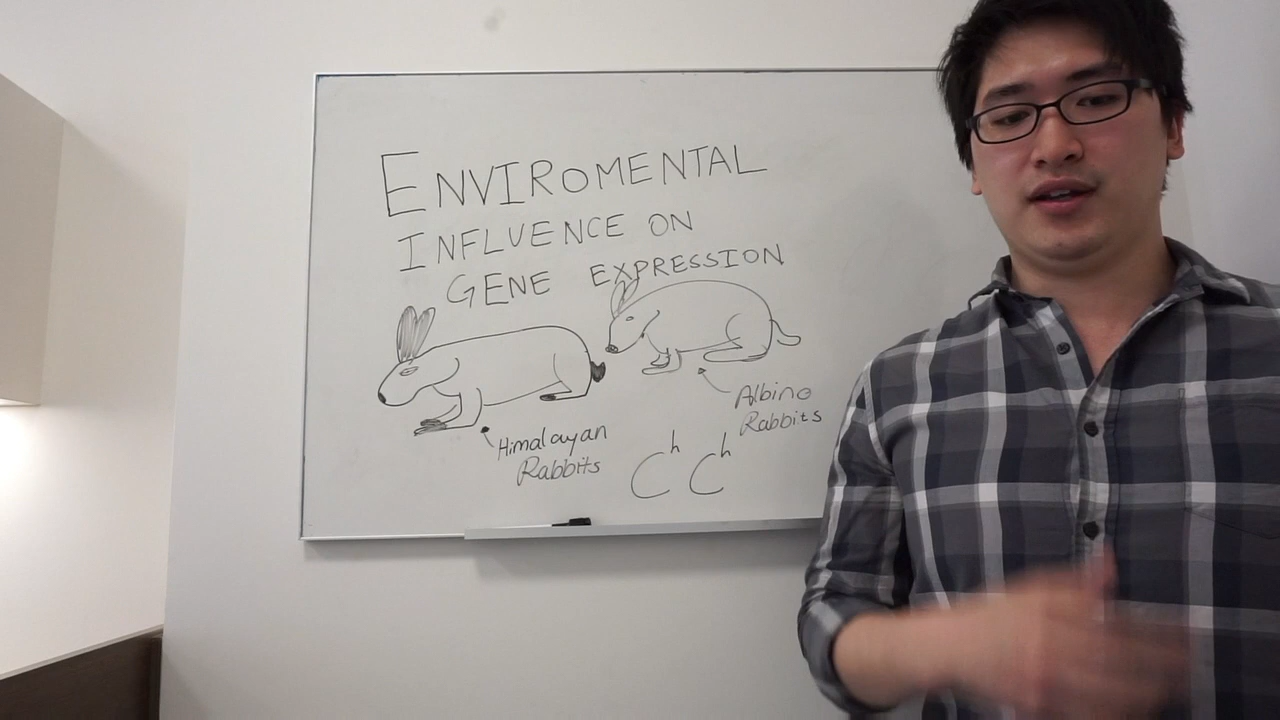 ENVIROMENTAL
INFLUENCE ON
GENE EXPRESSION
Albino
Rabbits
Himalayan
Rabbits
C^h C^h